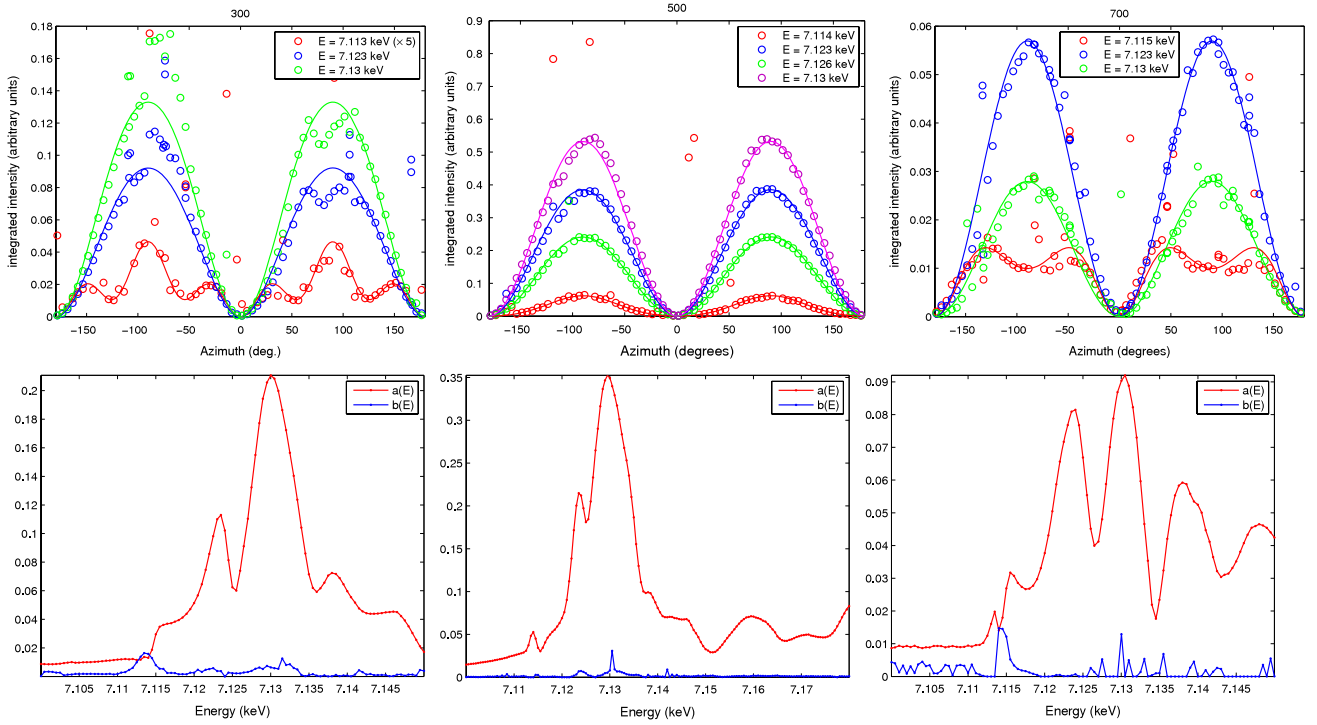 300
integrated intensity (arbitrary units)
0.18
0.16
0.14
0.12
0.1
0.08
0.06
0.04
0.02
0
E = 7.113 keV (× 5)
E = 7.123 keV
E = 7.13 keV
−150 −100 −50 0 50 100 150
Azimuth (deg.)
500
integrated intensity (arbitrary units)
0.9
0.8
0.7
0.6
0.5
0.4
0.3
0.2
0.1
0
E = 7.114 keV
E = 7.123 keV
E = 7.126 keV
E = 7.13 keV
−150 −100 −50 0 50 100 150
Azimuth (degrees)
700
integrated intensity (arbitrary units)
0.06
0.05
0.04
0.03
0.02
0.01
0
E = 7.115 keV
E = 7.123 keV
E = 7.13 keV
−150 −100 −50 0 50 100 150
Azimuth (degrees)
0.2
0.18
0.16
0.14
0.12
0.1
0.08
0.06
0.04
0.02
a(E)
b(E)
7.105 7.11 7.115 7.12 7.125 7.13 7.135 7.14 7.145
Energy (keV)
0.35
0.3
0.25
0.2
0.15
0.1
0.05
0
a(E)
b(E)
7.11 7.12 7.13 7.14 7.15 7.16 7.17
Energy (keV)
0.09
0.08
0.07
0.06
0.05
0.04
0.03
0.02
0.01
0
a(E)
b(E)
7.105 7.11 7.115 7.12 7.125 7.13 7.135 7.14 7.145
Energy (keV)